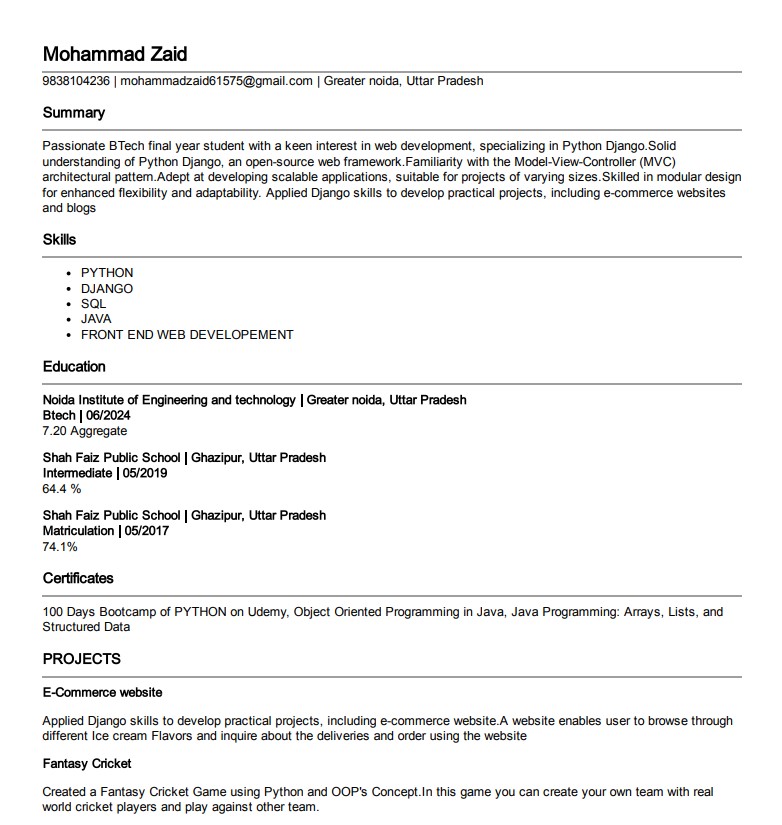 Mohammad Zaid
9838104236 | mohammadzaid61575@gmail.com | Greater noida, Uttar Pradesh
Summary
Passionate BTech final year student with a keen interest in web development, specializing in Python Django.Solid
understanding of Python Django, an open-source web framework.Familiarity with the Model-View-Controller (MVC)
architectural pattern.Adept at developing scalable applications, suitable for projects of varying sizes.Skilled in modular design
for enhanced flexibility and adaptability. Applied Django skills to develop practical projects, including e-commerce websites
and blogs
Skills
• PYTHON
• DJANGO
• SQL
• JAVA
• FRONT END WEB DEVELOPEMENT
Education
Noida Institute of Engineering and technology | Greater noida, Uttar Pradesh
Btech | 06/2024
7.20 Aggregate
Shah Faiz Public School | Ghazipur, Uttar Pradesh
Intermediate | 05/2019
64.4 %
Shah Faiz Public School | Ghazipur, Uttar Pradesh
Matriculation | 05/2017
74.1%
Certificates
100 Days Bootcamp of PYTHON on Udemy, Object Oriented Programming in Java, Java Programming: Arrays, Lists, and
Structured Data
PROJECTS
E-Commerce website
Applied Django skills to develop practical projects, including e-commerce website.A website enables user to browse through
different Ice cream Flavors and inquire about the deliveries and order using the website
Fantasy Cricket
Created a Fantasy Cricket Game using Python and OOP's Concept.In this game you can create your own team with real
world cricket players and play against other team.